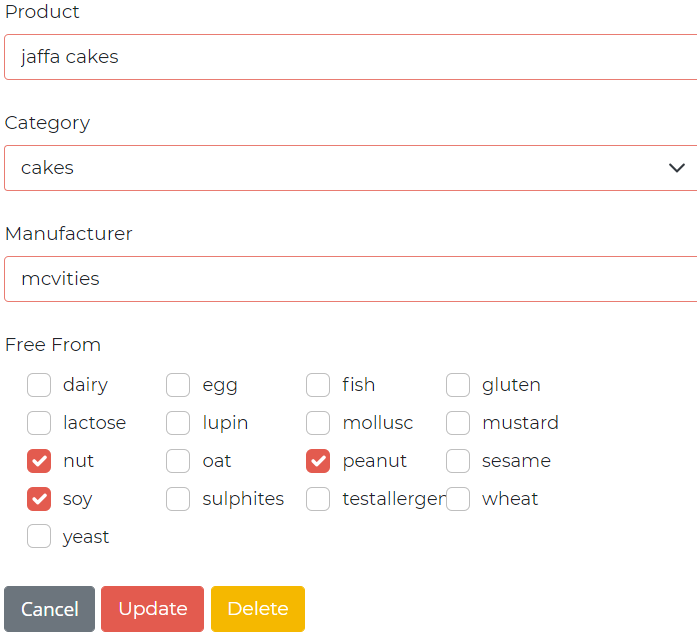 Product
jaffa cakes
Category
cakes
Manufacturer
mcvities
Free From
dairy egg fish gluten
lactose lupin mollusc mustard
nut oat peanut sesame
soy sulphites testallergen wheat
yeast
Cancel Update Delete